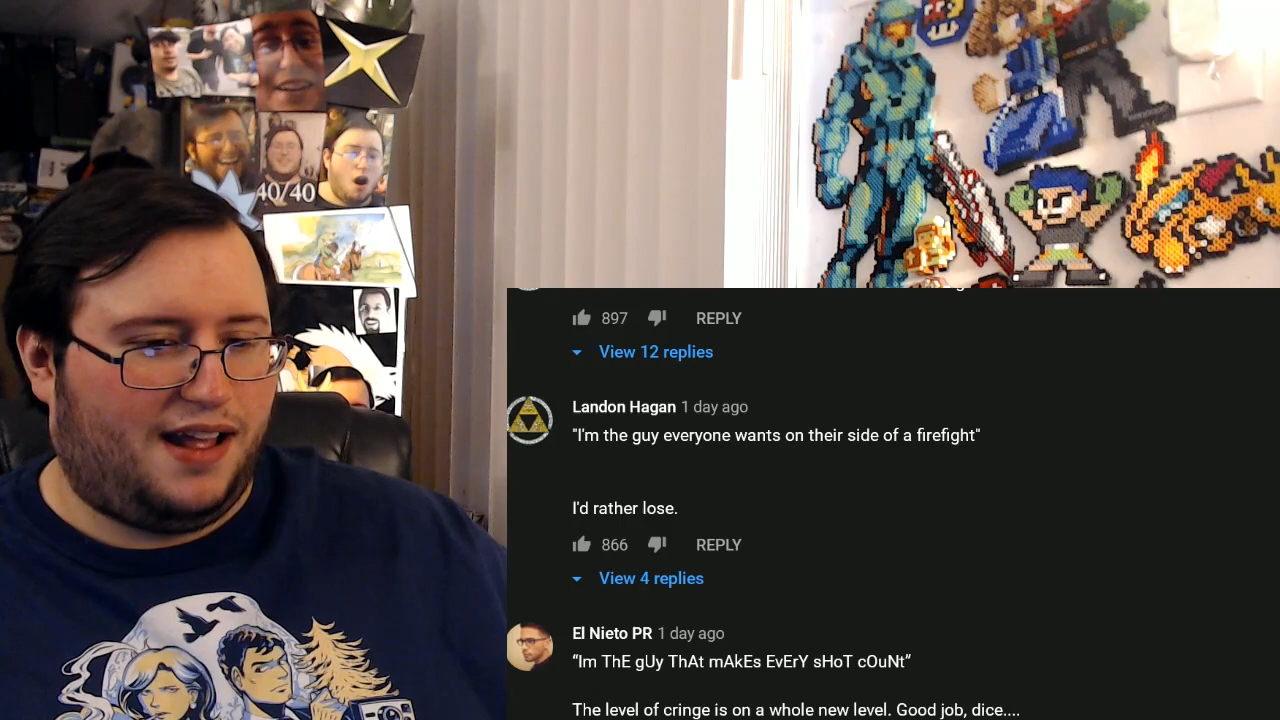 40/40
897 REPLY
View 12 replies
Landon Hagan 1 day ago
"I'm the guy everyone wants on their side of a firefight"
I'd rather lose.
866 REPLY
View 4 replies
El Nieto PR 1 day ago
“Im ThE gUy ThAt mAkEs EvErY sHoT cOuNt”
The level of cringe is on a whole new level. Good job, dice....